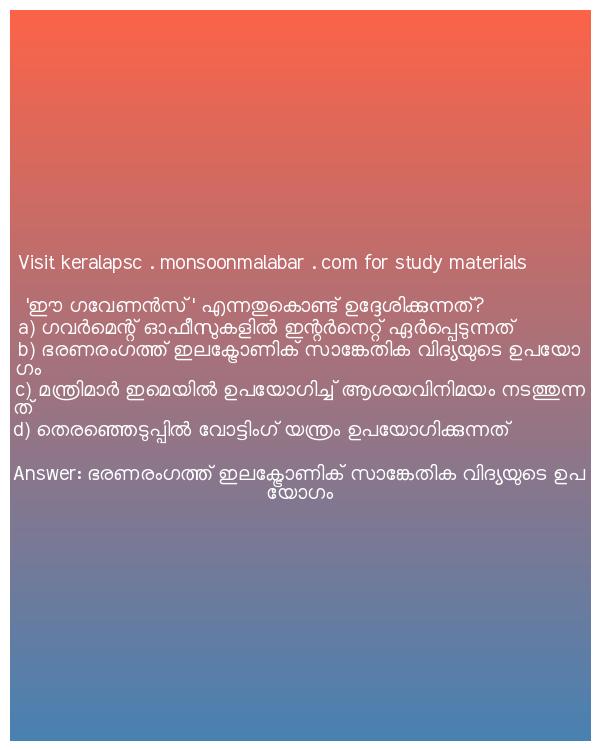 Visit keralapsc . monsoonmalabar . com for study materials
'ഈ ഗവേണൻസ് ' എന്നതുകൊണ്ട് ഉദ്ദേശിക്കുന്നത്?
a) ഗവർമെന്റ് ഓഫീസുകളിൽ ഇന്റർനെറ്റ് ഏർപ്പെടുന്നത്
b) ഭരണരംഗത്ത് ഇലക്ട്രോണിക് സാങ്കേതിക വിദ്യയുടെ ഉപയോ
ഗം
c) മന്ത്രിമാർ ഇമെയിൽ ഉപയോഗിച്ച് ആശയവിനിമയം നടത്തുന്ന
ത്
d) തെരഞ്ഞെടുപ്പിൽ വോട്ടിംഗ് യന്ത്രം ഉപയോഗിക്കുന്നത്
Answer: ഭരണരംഗത്ത് ഇലക്ട്രോണിക് സാങ്കേതിക വിദ്യയുടെ ഉപ
യോഗം